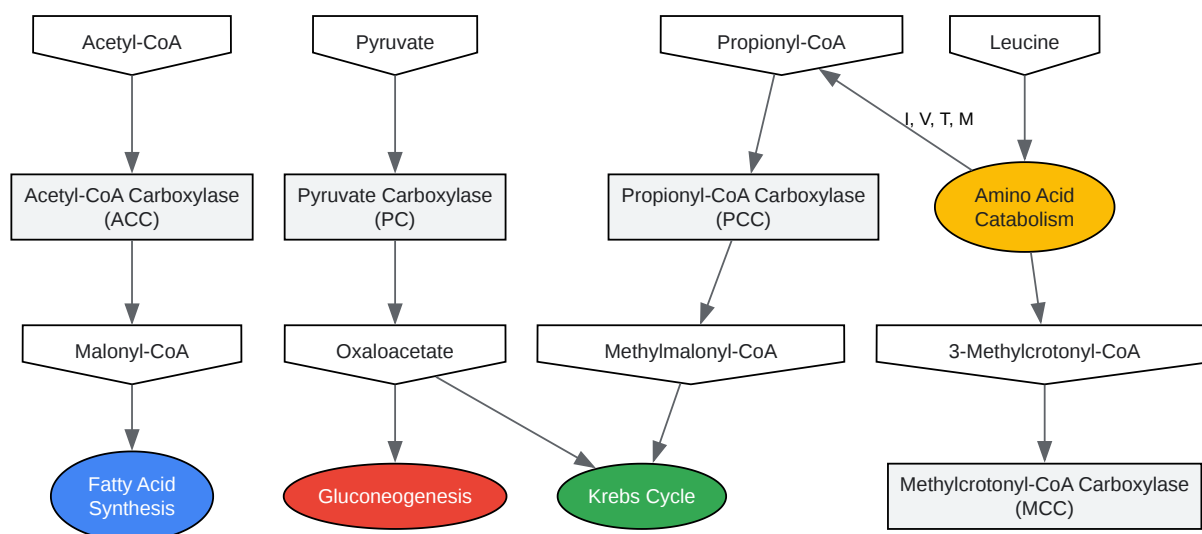 Acetyl-CoA
Pyruvate
Propionyl-CoA
Leucine
I, V, T, M
Acetyl-CoA Carboxylase
(ACC)
Pyruvate Carboxylase
(PC)
Propionyl-CoA Carboxylase
(PCC)
Amino Acid
Catabolism
Malonyl-CoA
Oxaloacetate
Methylmalonyl-CoA
3-Methylcrotonyl-CoA
Fatty Acid
Synthesis
Gluconeogenesis
Krebs Cycle
Methylcrotonyl-CoA Carboxylase
(MCC)